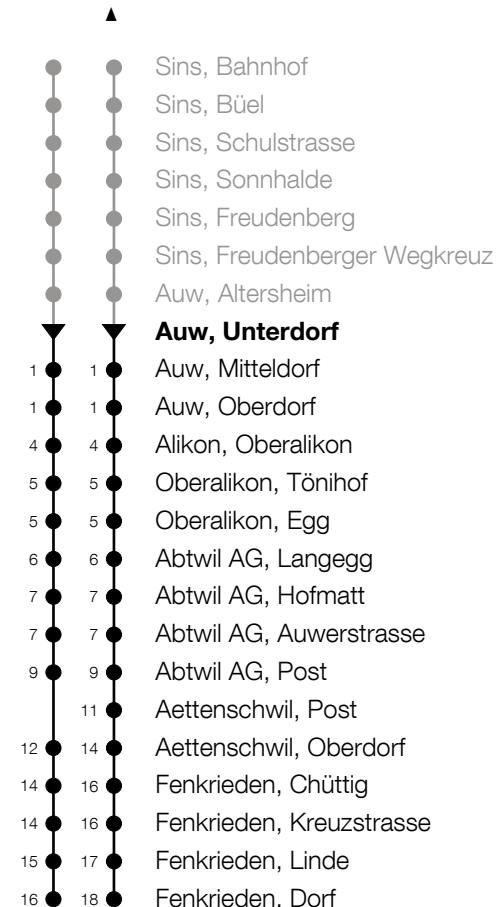 Sins, Bahnhof
Sins, Büel
Sins, Schulstrasse
Sins, Sonnhalde
Sins, Freudenberg
Sins, Freudenberger Wegkreuz
Auw, Altersheim
Auw, Unterdorf
1 1 Auw, Mitteldorf
1 1 Auw, Oberdorf
4 4 Alikon, Oberalikon
5 5 Oberalikon, Tönihof
5 5 Oberalikon, Egg
6 6 Abtwil AG, Langegg
7 7 Abtwil AG, Hofmatt
7 7 Abtwil AG, Auwerstrasse
9 9 Abtwil AG, Post
11 Aettenschwil, Post
12 14 Aettenschwil, Oberdorf
14 16 Fenkrieden, Chüttig
14 16 Fenkrieden, Kreuzstrasse
15 17 Fenkrieden, Linde
16 18 Fenkrieden, Dorf